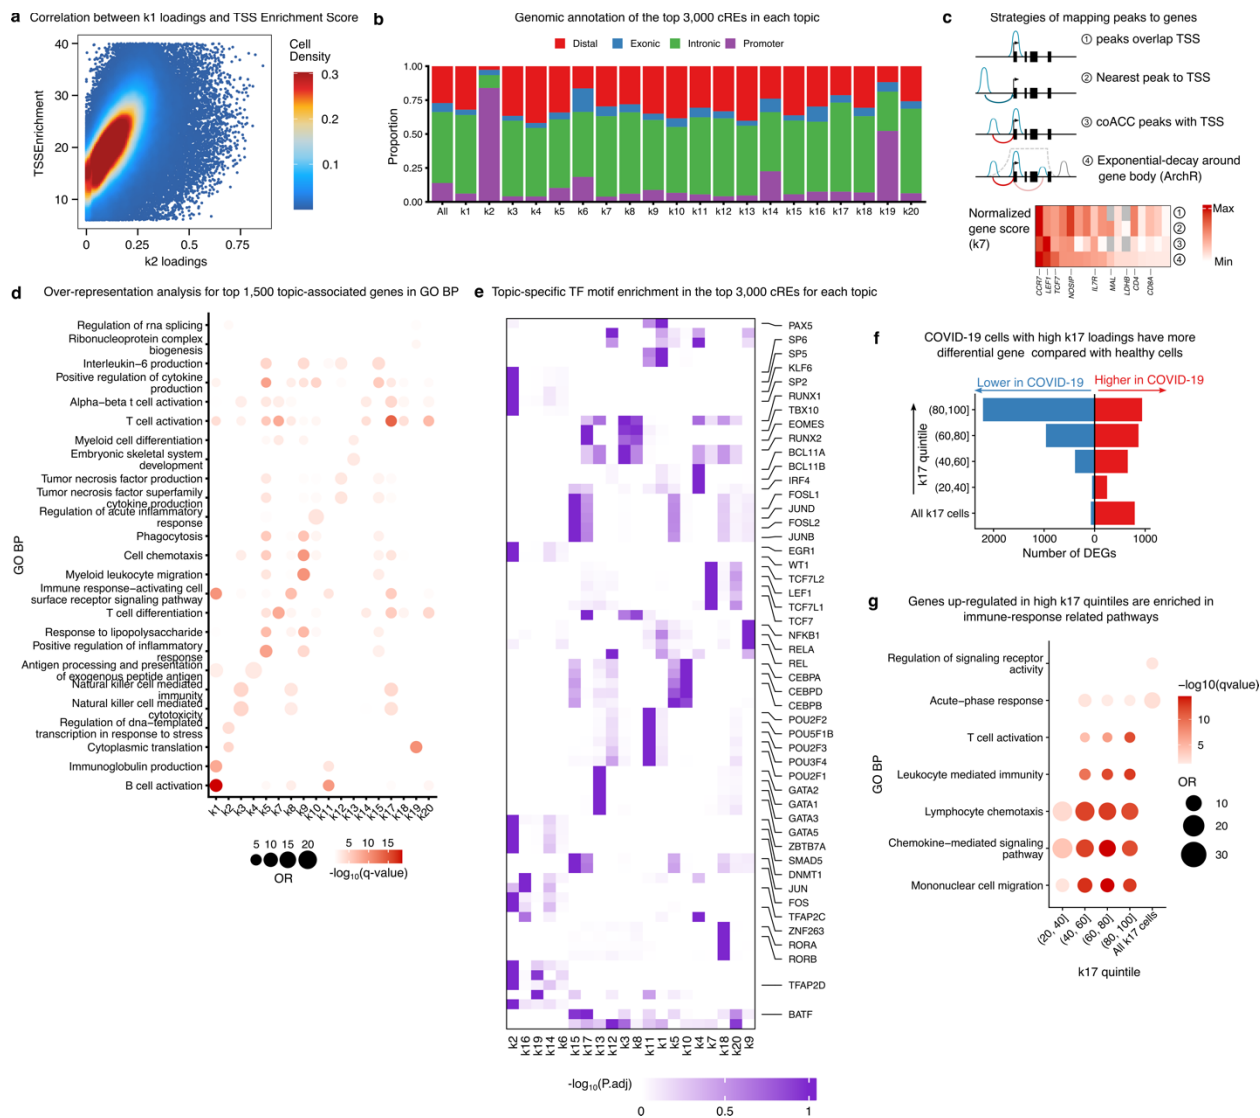 a Correlation between k1 loadings and TSS Enrichment Score
Cell
Density
0.3
0.2
0.1
TSSEnrichment
40
30
20
10
0
0.25
0.50
0.75
k2 loadings
b Genomic annotation of the top 3,000 cREs in each topic
Distal
Exonic
Intronic
Promoter
Proportion
1.00
0.75
0.50
0.25
0.00
All k1 k2 k3 k4 k5 k6 k7 k8 k9 k10 k11 k12 k13 k14 k15 k16 k17 k18 k19 k20
c Strategies of mapping peaks to genes
① peaks overlap TSS
② Nearest peak to TSS
③ coACC peaks with TSS
④ Exponential-decay around
gene body (ArchR)
Normalized
gene score
(k7)
①
②
③
④
Max
Min
CCR7
LEF1
TCF7
NOSIP
IL7R
MAL
LDHB
CD4
CD8A
d Over-representation analysis for top 1,500 topic-associated genes in GO BP
GO BP
Regulation of rna splicing
Ribonucleoprotein complex
biogenesis
Interleukin-6 production
Positive regulation of cytokine
production
Alpha-beta t cell activation
T cell activation
Myeloid cell differentiation
Embryonic skeletal system
development
Tumor necrosis factor production
Tumor necrosis factor superfamily
cytokine production
Regulation of acute inflammatory
response
Phagocytosis
Cell chemotaxis
Myeloid leukocyte migration
Immune response-activating cell
surface receptor signaling pathway
T cell differentiation
Response to lipopolysaccharide
Positive regulation of inflammatory
response
Antigen processing and presentation
of exogenous peptide antigen
Natural killer cell mediated
immunity
Natural killer cell mediated
cytotoxicity
Regulation of dna-templated
transcription in response to stress
Cytoplasmic translation
Immunoglobulin production
B cell activation
k1 k2 k3 k4 k5 k7 k8 k9 k10 k11 k12 k13 k14 k15 k17 k18 k19 k20
5 10 15 20
OR
5 10 15
-log10(q-value)
e Topic-specific TF motif enrichment in the top 3,000 cREs for each topic
PAX5
SP6
SP5
KLF6
SP2
RUNX1
TBX10
EOMES
RUNX2
BCL11A
BCL11B
IRF4
FOSL1
JUND
FOSL2
JUNB
EGR1
WT1
TCF7L2
LEF1
TCF7L1
TCF7
NFKB1
RELA
REL
CEBPA
CEBPD
CEBPB
POU2F2
POU5F1B
POU2F3
POU3F4
POU2F1
GATA2
GATA1
GATA3
GATA5
ZBTB7A
SMAD5
DNMT1
JUN
FOS
TFAP2C
ZNF263
RORA
RORB
TFAP2D
BATF
k2 k16 k19 k14 k6 k15 k17 k13 k12 k3 k8 k11 k1 k5 k10 k4 k7 k18 k20 k9
-log10(P.adj)
0 0.5 1
f COVID-19 cells with high k17 loadings have more
differential gene compared with healthy cells
Lower in COVID-19
Higher in COVID-19
k17 quintile
(80,100]
(60,80]
(40,60]
(20,40]
All k17 cells
2000 1000 0 1000
Number of DEGs
g Genes up-regulated in high k17 quintiles are enriched in
immune-response related pathways
GO BP
Regulation of signaling receptor
activity
Acute-phase response
T cell activation
Leukocyte mediated immunity
Lymphocyte chemotaxis
Chemokine-mediated signaling
pathway
Mononuclear cell migration
(20, 40]
(40, 60]
(60, 80]
(80, 100]
All k17 cells
k17 quintile
−log10(qvalue)
10
5
OR
10
20
30